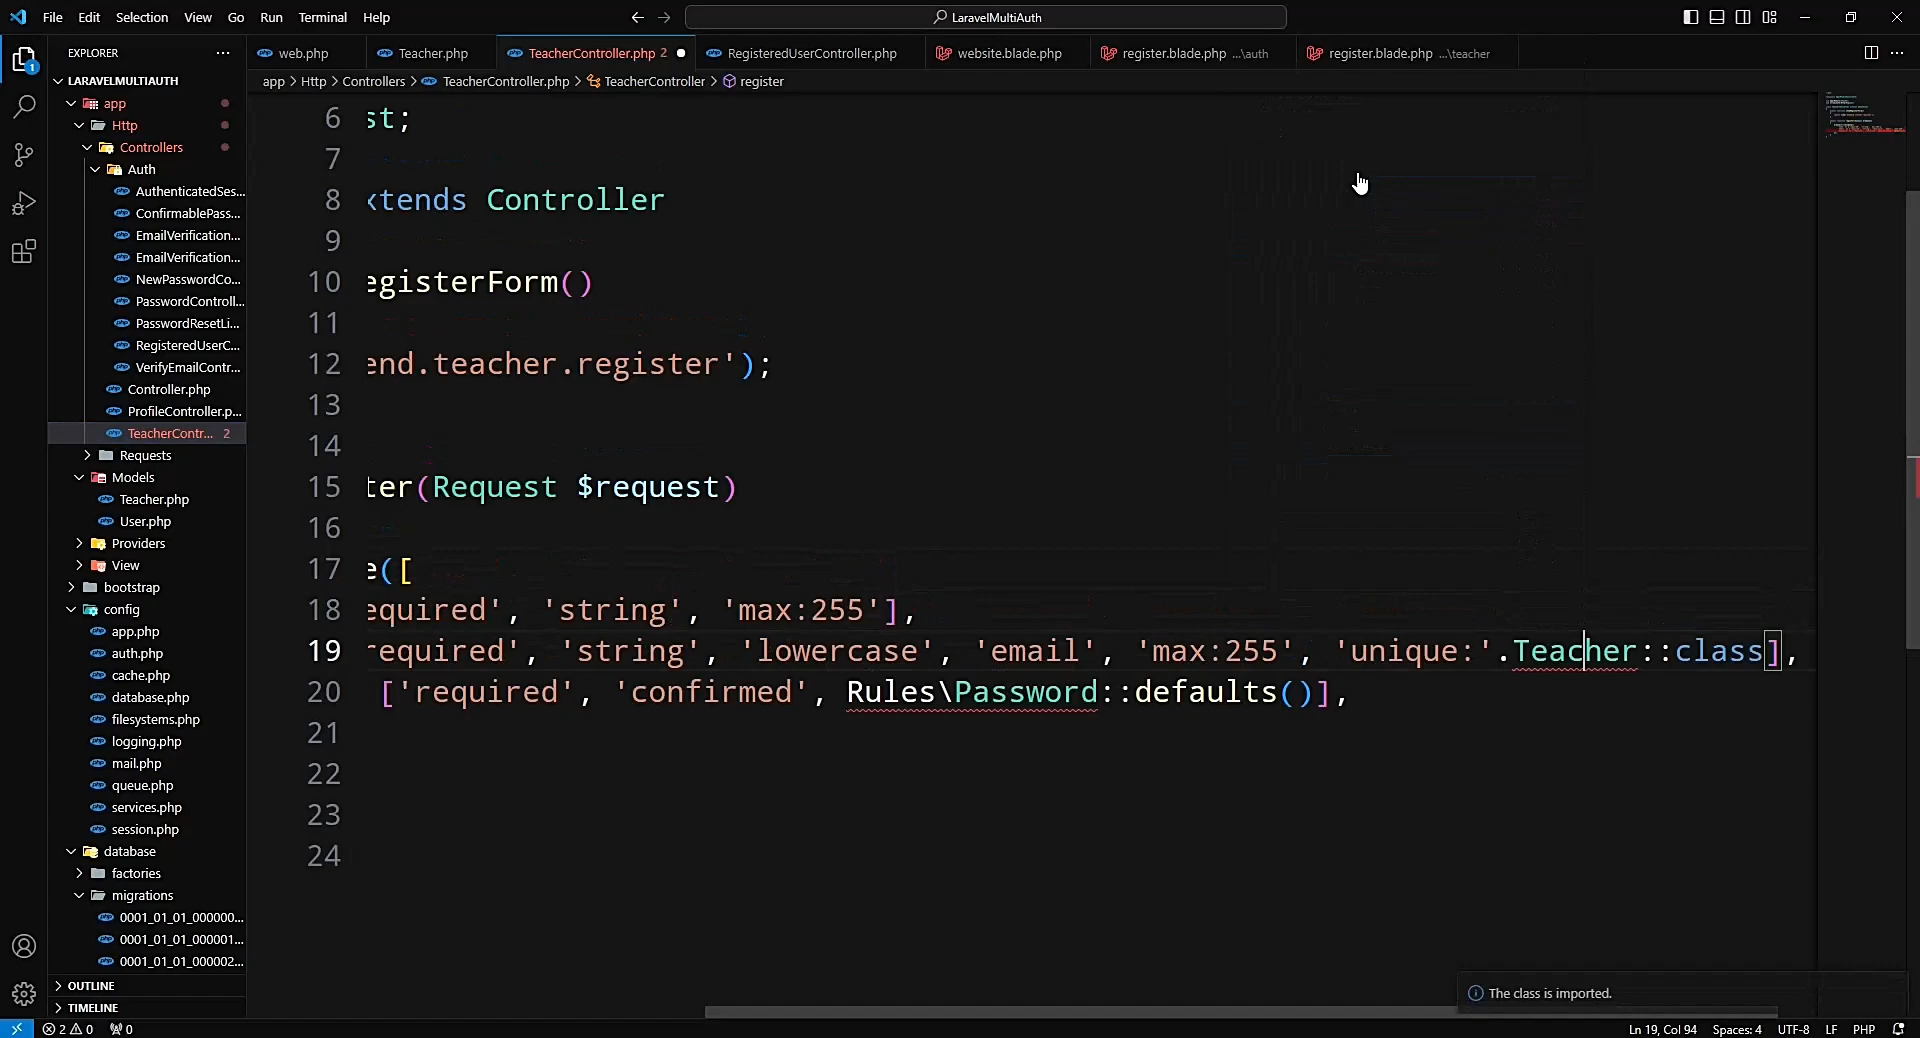 File Edit Selection View Go Run Terminal Help
LaravelMultiAuth
EXPLORER
web.php
Teacher.php
TeacherController.php 2
RegisteredUserController.php
website.blade.php
register.blade.php ...\auth
register.blade.php ...\teacher
app > Http > Controllers > TeacherController.php > TeacherController > register
LARAVELMULTIAUTH
app
Http
Controllers
Auth
AuthenticatedSes...
ConfirmablePass...
EmailVerification...
EmailVerification...
NewPasswordCo...
PasswordControll...
PasswordResetLi...
RegisteredUserC...
VerifyEmailContr...
Controller.php
ProfileController.p...
TeacherContr... 2
Requests
Models
Teacher.php
User.php
Providers
View
bootstrap
config
app.php
auth.php
cache.php
database.php
filesystems.php
logging.php
mail.php
queue.php
services.php
session.php
database
factories
migrations
0001_01_01_000000...
0001_01_01_000001...
0001_01_01_000002...
OUTLINE
TIMELINE
6 st;
7
8 xtends Controller
9
10 egisterForm()
11
12 end.teacher.register');
13
14
15 ter(Request $request)
16
17 e([
18 equired', 'string', 'max:255'],
19 required', 'string', 'lowercase', 'email', 'max:255', 'unique:'.Teacher::class],
20 ['required', 'confirmed', Rules\Password::defaults()],
21
22
23
24
The class is imported.
2 0 0
Ln 19, Col 94 Spaces: 4 UTF-8 LF PHP